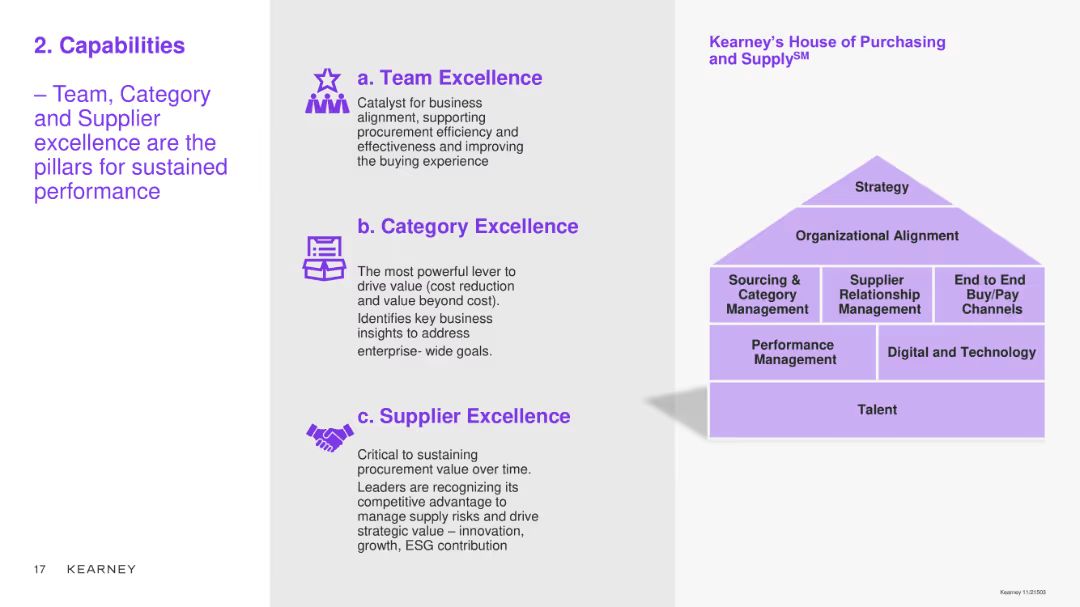 2. Capabilities
– Team, Category
and Supplier
excellence are the
pillars for sustained
performance
a. Team Excellence
Catalyst for business
alignment, supporting
procurement efficiency and
effectiveness and improving
the buying experience
b. Category Excellence
The most powerful lever to
drive value (cost reduction
and value beyond cost).
Identifies key business
insights to address
enterprise- wide goals.
c. Supplier Excellence
Critical to sustaining
procurement value over time.
Leaders are recognizing its
competitive advantage to
manage supply risks and drive
strategic value – innovation,
growth, ESG contribution
Kearney’s House of Purchasing
and Supply℠
Strategy
Organizational Alignment
Sourcing &
Category
Management
Supplier
Relationship
Management
End to End
Buy/Pay
Channels
Performance
Management
Digital and Technology
Talent
17 KEARNEY
Kearney 11/21503